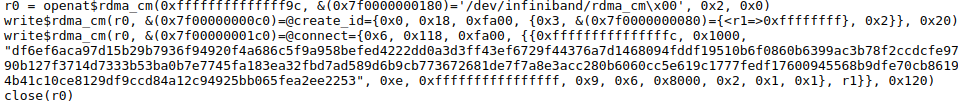 r0 = openat$rdma_cm(0xffffffffffffff9c, &(0x7f0000000180)='/dev/infiniband/rdma_cm\x00', 0x2, 0x0)
write$rdma_cm(r0, &(0x7f00000000c0)=@create_id={0x0, 0x18, 0xfa00, {0x3, &(0x7f0000000080)={<r1=>0xffffffff}, 0x2}}, 0x20)
write$rdma_cm(r0, &(0x7f00000001c0)=@connect={0x6, 0x118, 0xfa00, {{0xfffffffffffffffc, 0x1000,
"df6ef6aca97d15b29b7936f94920f4a686c5f9a958befed4222dd0a3d3ff43ef6729f44376a7d1468094fddf19510b6f0860b6399ac3b78f2ccdcfe97
90b127f3714d7333b53ba0b7e7745fa183ea32fbd7ad589d6b9cb773672681de7f7a8e3acc280b6060cc5e619c1777fedf17600945568b9dfe70cb8619
4b41c10ce8129df9ccd84a12c94925bb065fea2ee2253", 0xe, 0xffffffffffffffff, 0x9, 0x6, 0x8000, 0x2, 0x1, 0x1}, r1}}, 0x120)
close(r0)